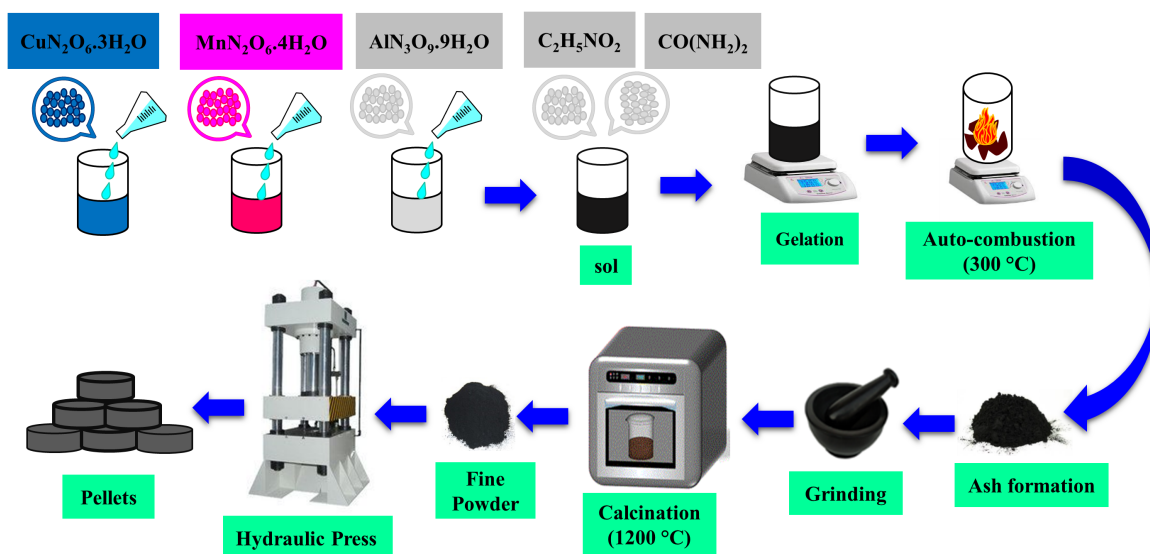 CuN₂O₆.3H₂O
MnN₂O₆.4H₂O
AlN₃O₉.9H₂O
C₂H₅NO₂
CO(NH₂)₂
sol
Gelation
Auto-combustion
(300 °C)
Pellets
Hydraulic Press
Fine
Powder
Calcination
(1200 °C)
Grinding
Ash formation